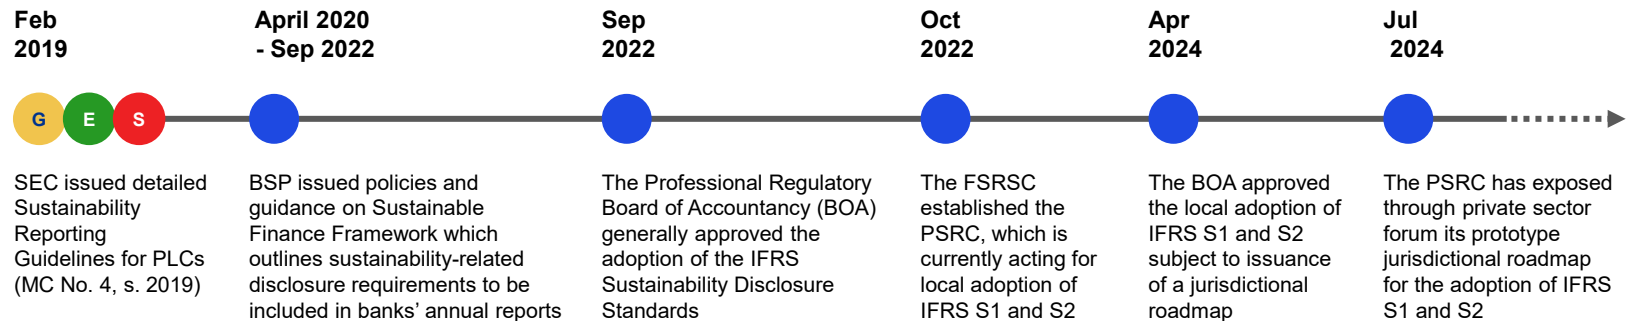 Feb
2019
April 2020
- Sep 2022
Sep
2022
Oct
2022
Apr
2024
Jul
2024
G E S
SEC issued detailed
Sustainability
Reporting
Guidelines for PLCs
(MC No. 4, s. 2019)
BSP issued policies and
guidance on Sustainable
Finance Framework which
outlines sustainability-related
disclosure requirements to be
included in banks’ annual reports
The Professional Regulatory
Board of Accountancy (BOA)
generally approved the
adoption of the IFRS
Sustainability Disclosure
Standards
The FSRSC
established the
PSRC, which is
currently acting for
local adoption of
IFRS S1 and S2
The BOA approved
the local adoption of
IFRS S1 and S2
subject to issuance
of a jurisdictional
roadmap
The PSRC has exposed
through private sector
forum its prototype
jurisdictional roadmap
for the adoption of IFRS
S1 and S2